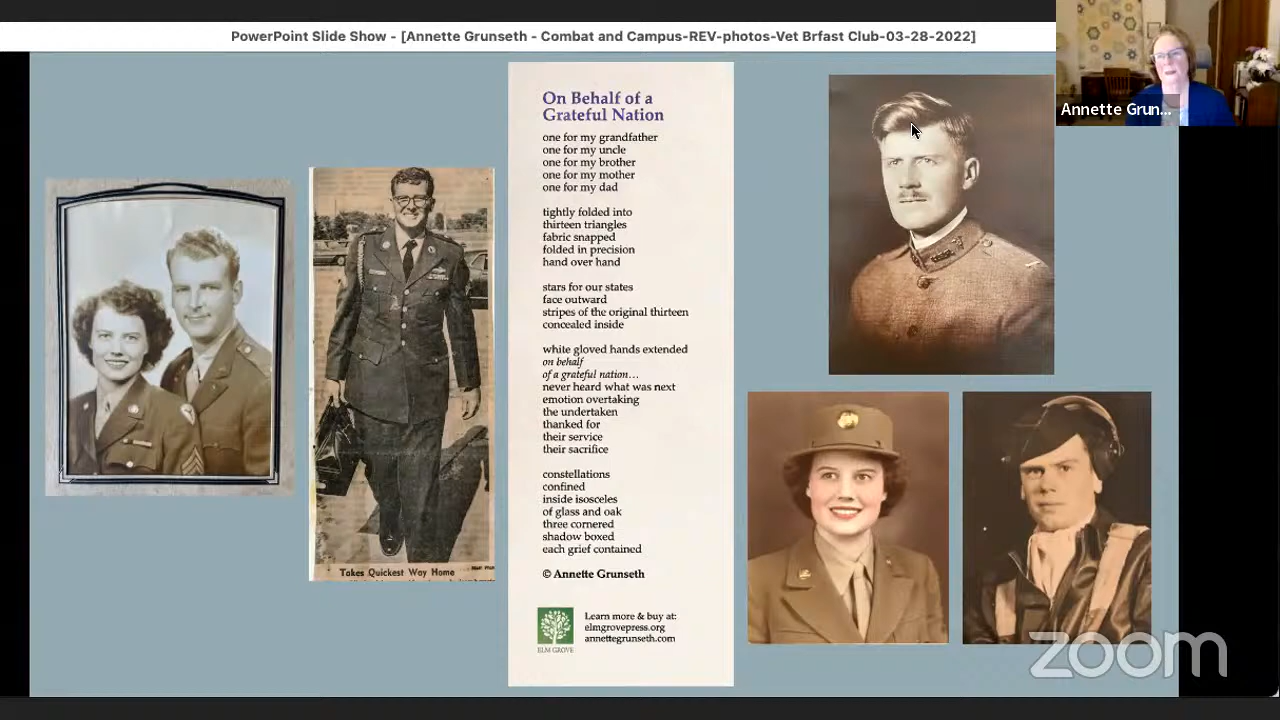 PowerPoint Slide Show - [Annette Grunseth - Combat and Campus-REV-photos-Vet Brfast Club-03-28-2022]
Annette Grun...
On Behalf of a
Grateful Nation
one for my grandfather
one for my uncle
one for my brother
one for my mother
one for my dad
tightly folded into
thirteen triangles
fabric snapped
folded in precision
hand over hand
stars for our states
face outward
stripes of the original thirteen
concealed inside
white gloved hands extended
on behalf
of a grateful nation...
never heard what was next
emotion overtaking
the undertaken
thanked for
their service
their sacrifice
constellations
confined
inside isosceles
of glass and oak
three cornered
shadow boxed
each grief contained
© Annette Grunseth
Learn more & buy at:
elmgrovepress.org
annettegrunseth.com
ELM GROVE
Takes Quickest Way Home
zoom